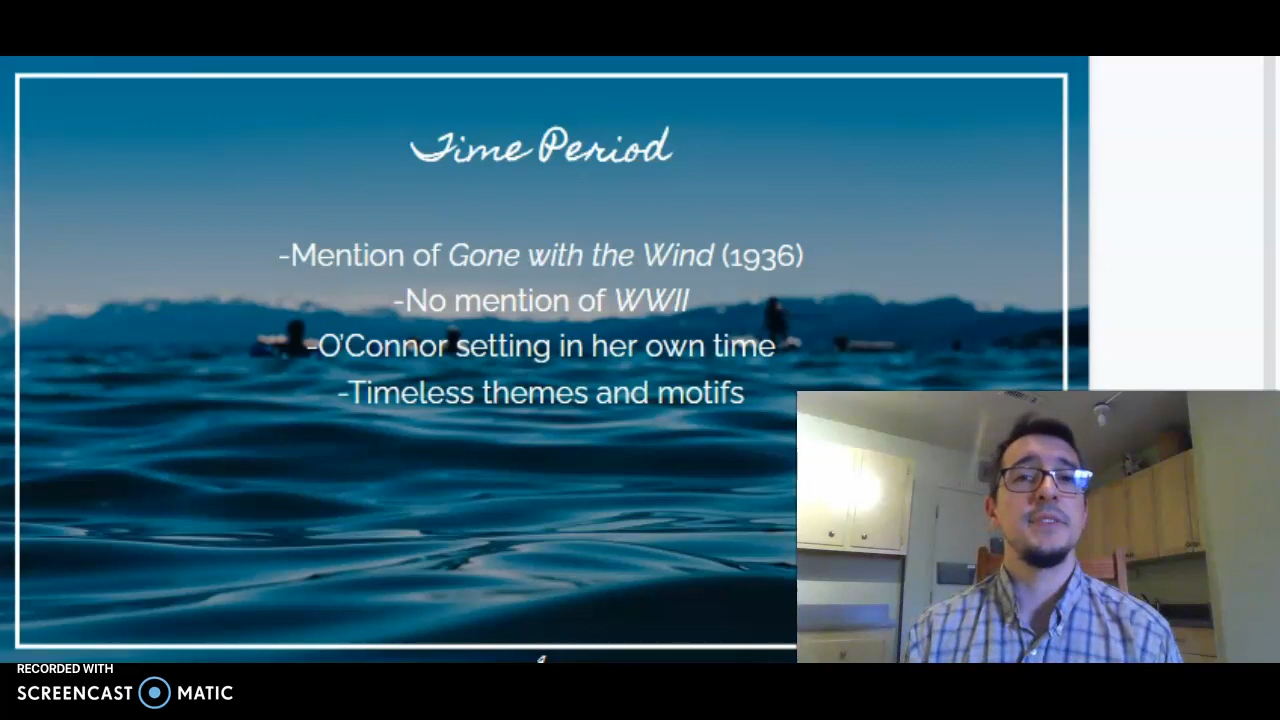 Time Period
-Mention of Gone with the Wind (1936)
-No mention of WWII
-O'Connor setting in her own time
-Timeless themes and motifs
RECORDED WITH
SCREENCAST MATIC